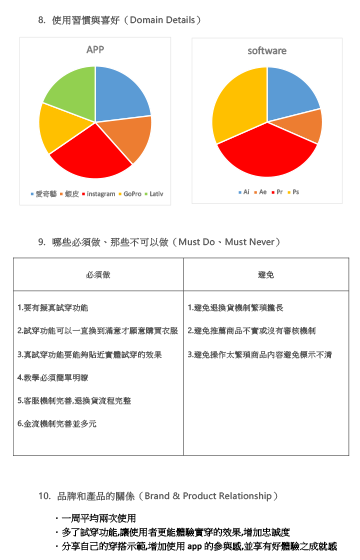 8. 使用習慣與喜好（Domain Details）
APP
愛奇藝 蝦皮 instagram GoPro Lativ
software
Ai Ae Pr Ps
9. 哪些必須做、那些不可以做（Must Do、Must Never）
必須做 避免
1.要有擬真試穿功能 1.避免退換貨機制繁瑣攏長
2.試穿功能可以一直換到滿意才願意購買衣服 2.避免推薦商品不實或沒有審核機制
3.真試穿功能要能夠貼近實體試穿的效果 3.避免操作太繁瑣商品內容避免標示不清
4.教學必須簡單明瞭
5.客服機制完善,退換貨流程完整
6.金流機制完善並多元
10. 品牌和產品的關係（Brand & Product Relationship）
・一周平均兩次使用
・多了試穿功能,讓使用者更能體驗實穿的效果,增加忠誠度
・分享自己的穿搭示範,增加使用 app 的參與感,並享有好體驗之成就感